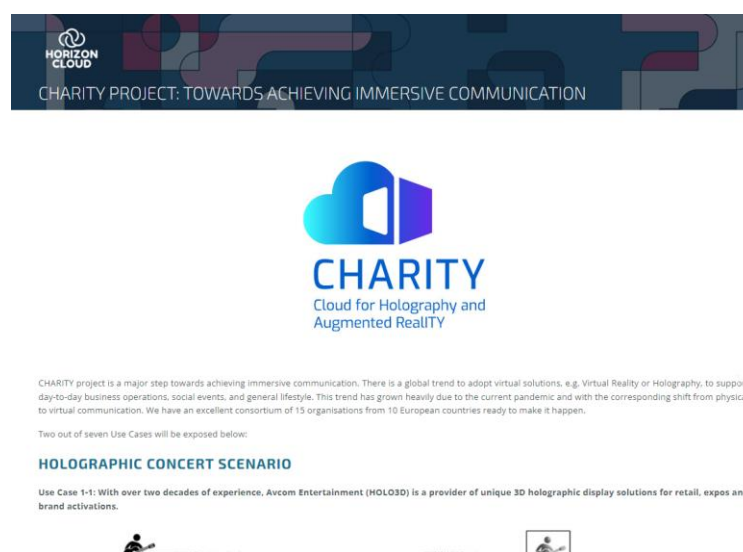 HORIZON
CLOUD
CHARITY PROJECT: TOWARDS ACHIEVING IMMERSIVE COMMUNICATION
CHARITY
Cloud for Holography and
Augmented RealITY
CHARITY project is a major step towards achieving immersive communication. There is a global trend to adopt virtual solutions, e.g. Virtual Reality or Holography, to suppo
day-to-day business operations, social events, and general lifestyle. This trend has grown heavily due to the current pandemic and with the corresponding shift from physic
to virtual communication. We have an excellent consortium of 15 organisations from 10 European countries ready to make it happen.
Two out of seven Use Cases will be exposed below:
HOLOGRAPHIC CONCERT SCENARIO
Use Case 1-1: With over two decades of experience, Avcom Entertainment (HOLO3D) is a provider of unique 3D holographic display solutions for retail, expos an
brand activations.